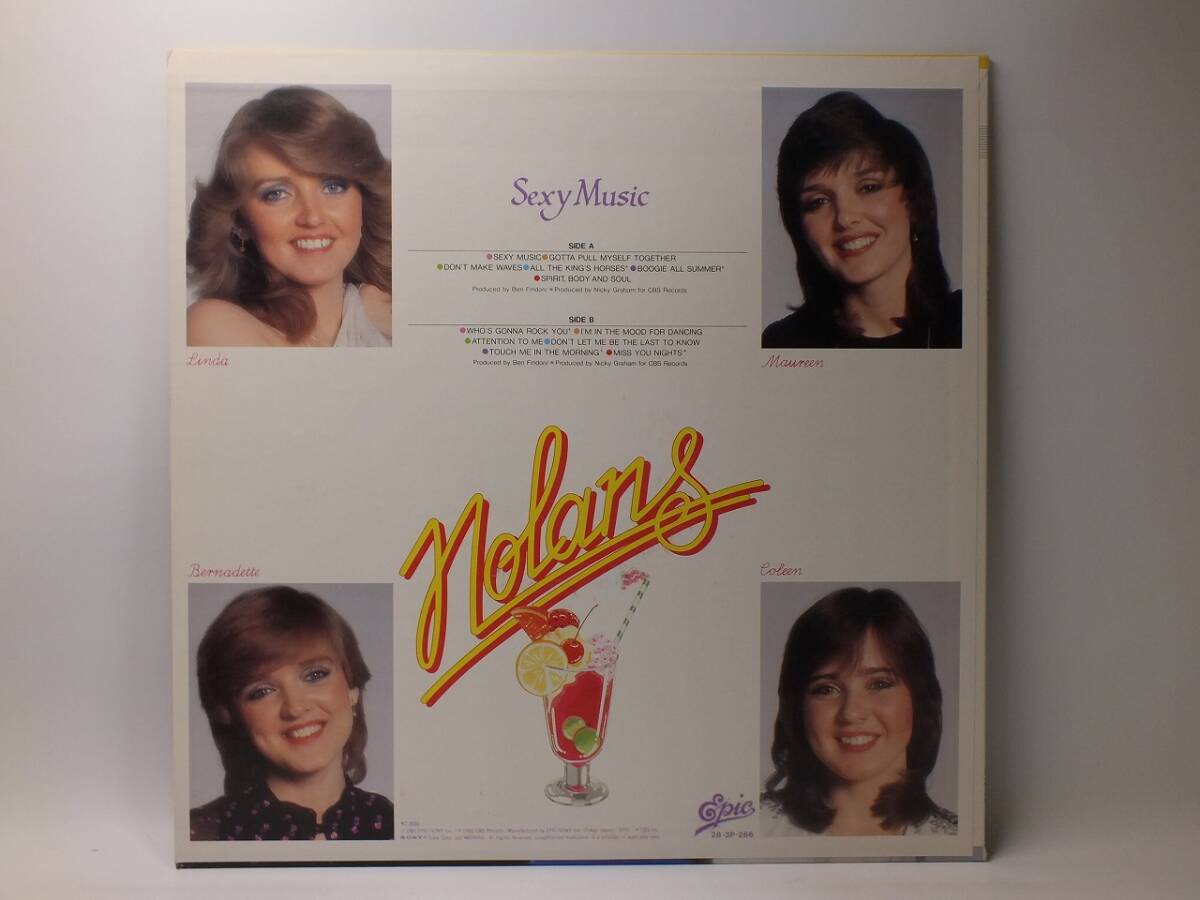 Sexy Music
SIDE A
SEXY MUSIC GOTTA PULL MYSELF TOGETHER
DON'T MAKE WAVES ALL THE KING'S HORSES* BOOGIE ALL SUMMER*
SPIRIT, BODY AND SOUL
Produced by Ben Findon/*Produced by Nicky Graham for CBS Records
SIDE B
WHO'S GONNA ROCK YOU* I'M IN THE MOOD FOR DANCING
ATTENTION TO ME DON'T LET ME BE THE LAST TO KNOW
TOUCH ME IN THE MORNING* MISS YOU NIGHTS*
Produced by Ben Findon/*Produced by Nicky Graham for CBS Records
Linda
Maureen
Nolans
Bernadette
Coleen
Epic
28·3P-266